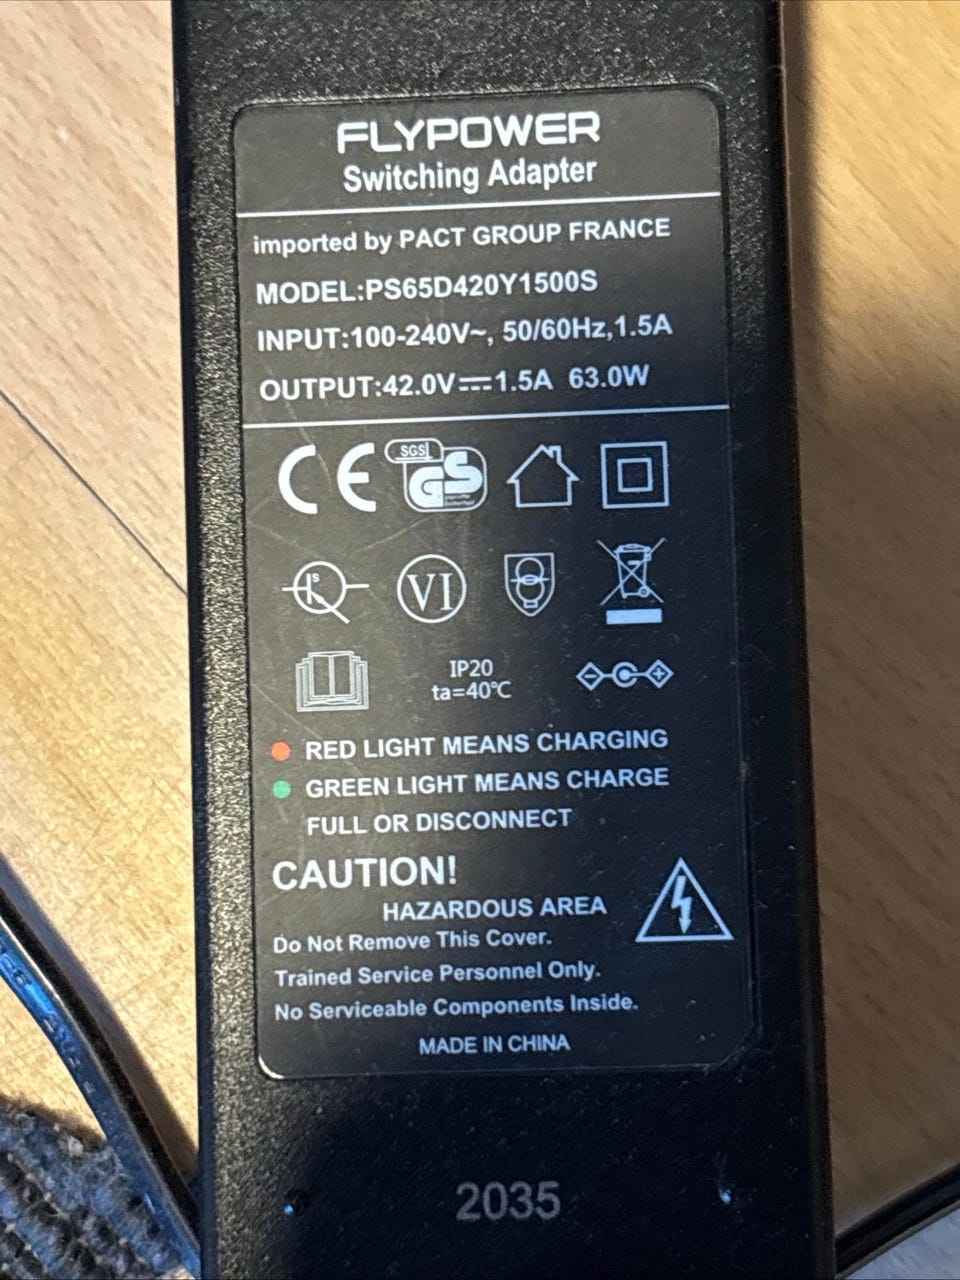 FLYPOWER
Switching Adapter
imported by PACT GROUP FRANCE
MODEL:PS65D420Y1500S
INPUT:100-240V~, 50/60Hz,1.5A
OUTPUT:42.0V⎓1.5A 63.0W
CE SGS GS
S VI
IP20
ta=40℃
- +
RED LIGHT MEANS CHARGING
GREEN LIGHT MEANS CHARGE
FULL OR DISCONNECT
CAUTION!
HAZARDOUS AREA
Do Not Remove This Cover.
Trained Service Personnel Only.
No Serviceable Components Inside.
MADE IN CHINA
2035